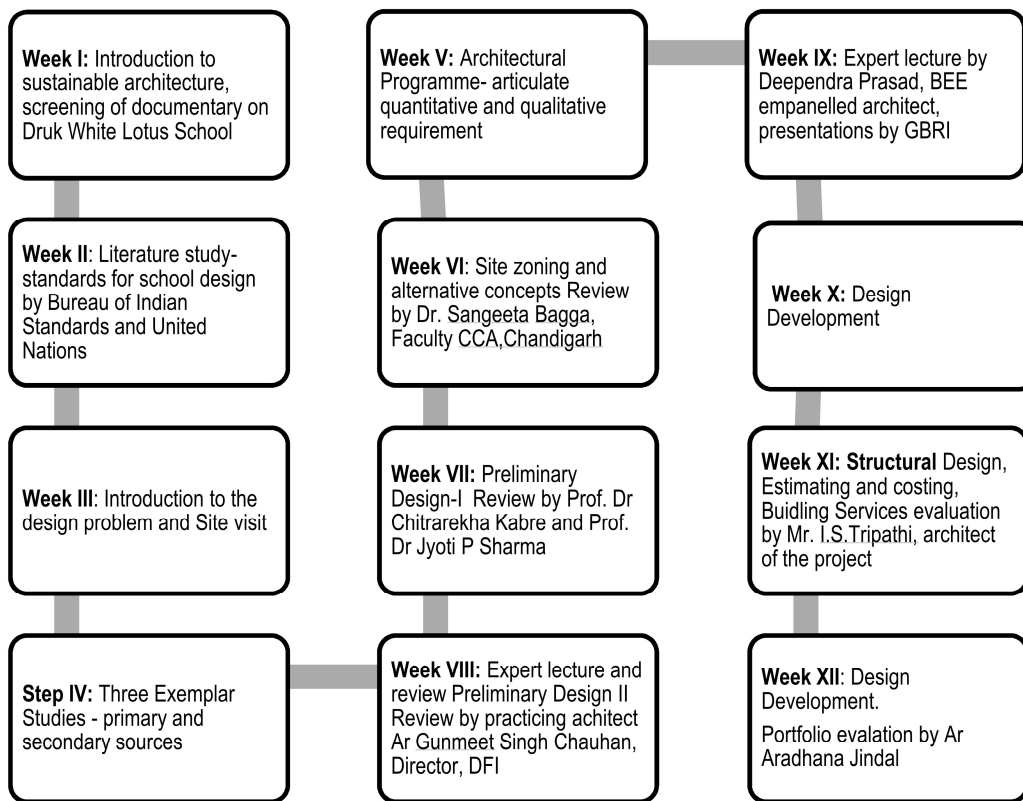 Week I: Introduction to
sustainable architecture,
screening of documentary on
Druk White Lotus School
Week II: Literature study-
standards for school design
by Bureau of Indian
Standards and United
Nations
Week III: Introduction to the
design problem and Site visit
Step IV: Three Exemplar
Studies - primary and
secondary sources
Week V: Architectural
Programme- articulate
quantitative and qualitative
requirement
Week VI: Site zoning and
alternative concepts Review
by Dr. Sangeeta Bagga,
Faculty CCA,Chandigarh
Week VII: Preliminary
Design-I Review by Prof. Dr
Chitrarekha Kabre and Prof.
Dr Jyoti P Sharma
Week VIII: Expert lecture and
review Preliminary Design II
Review by practicing achitect
Ar Gunmeet Singh Chauhan,
Director, DFI
Week IX: Expert lecture by
Deependra Prasad, BEE
empanelled architect,
presentations by GBRI
Week X: Design
Development
Week XI: Structural Design,
Estimating and costing,
Buidling Services evaluation
by Mr. I.S.Tripathi, architect
of the project
Week XII: Design
Development.
Portfolio evalation by Ar
Aradhana Jindal